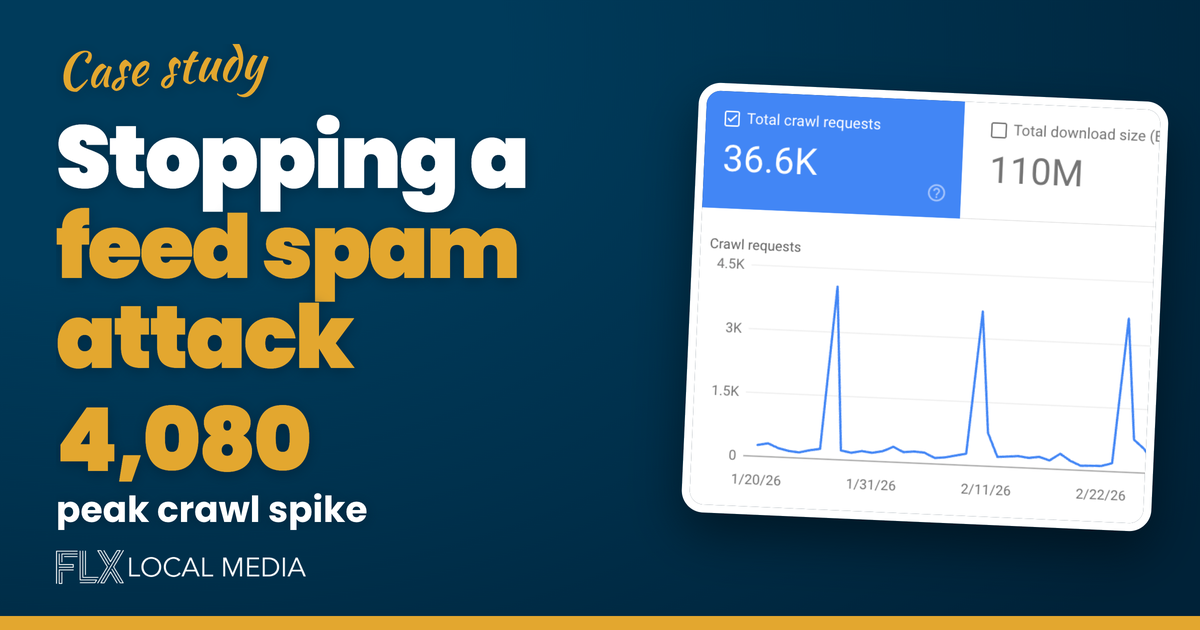 Case study
Stopping a
feed spam
attack
4,080
peak crawl spike
FLX LOCAL MEDIA
Total crawl requests
36.6K
Total download size (
110M
Crawl requests
4.5K
3K
1.5K
0
1/20/26
1/31/26
2/11/26
2/22/26